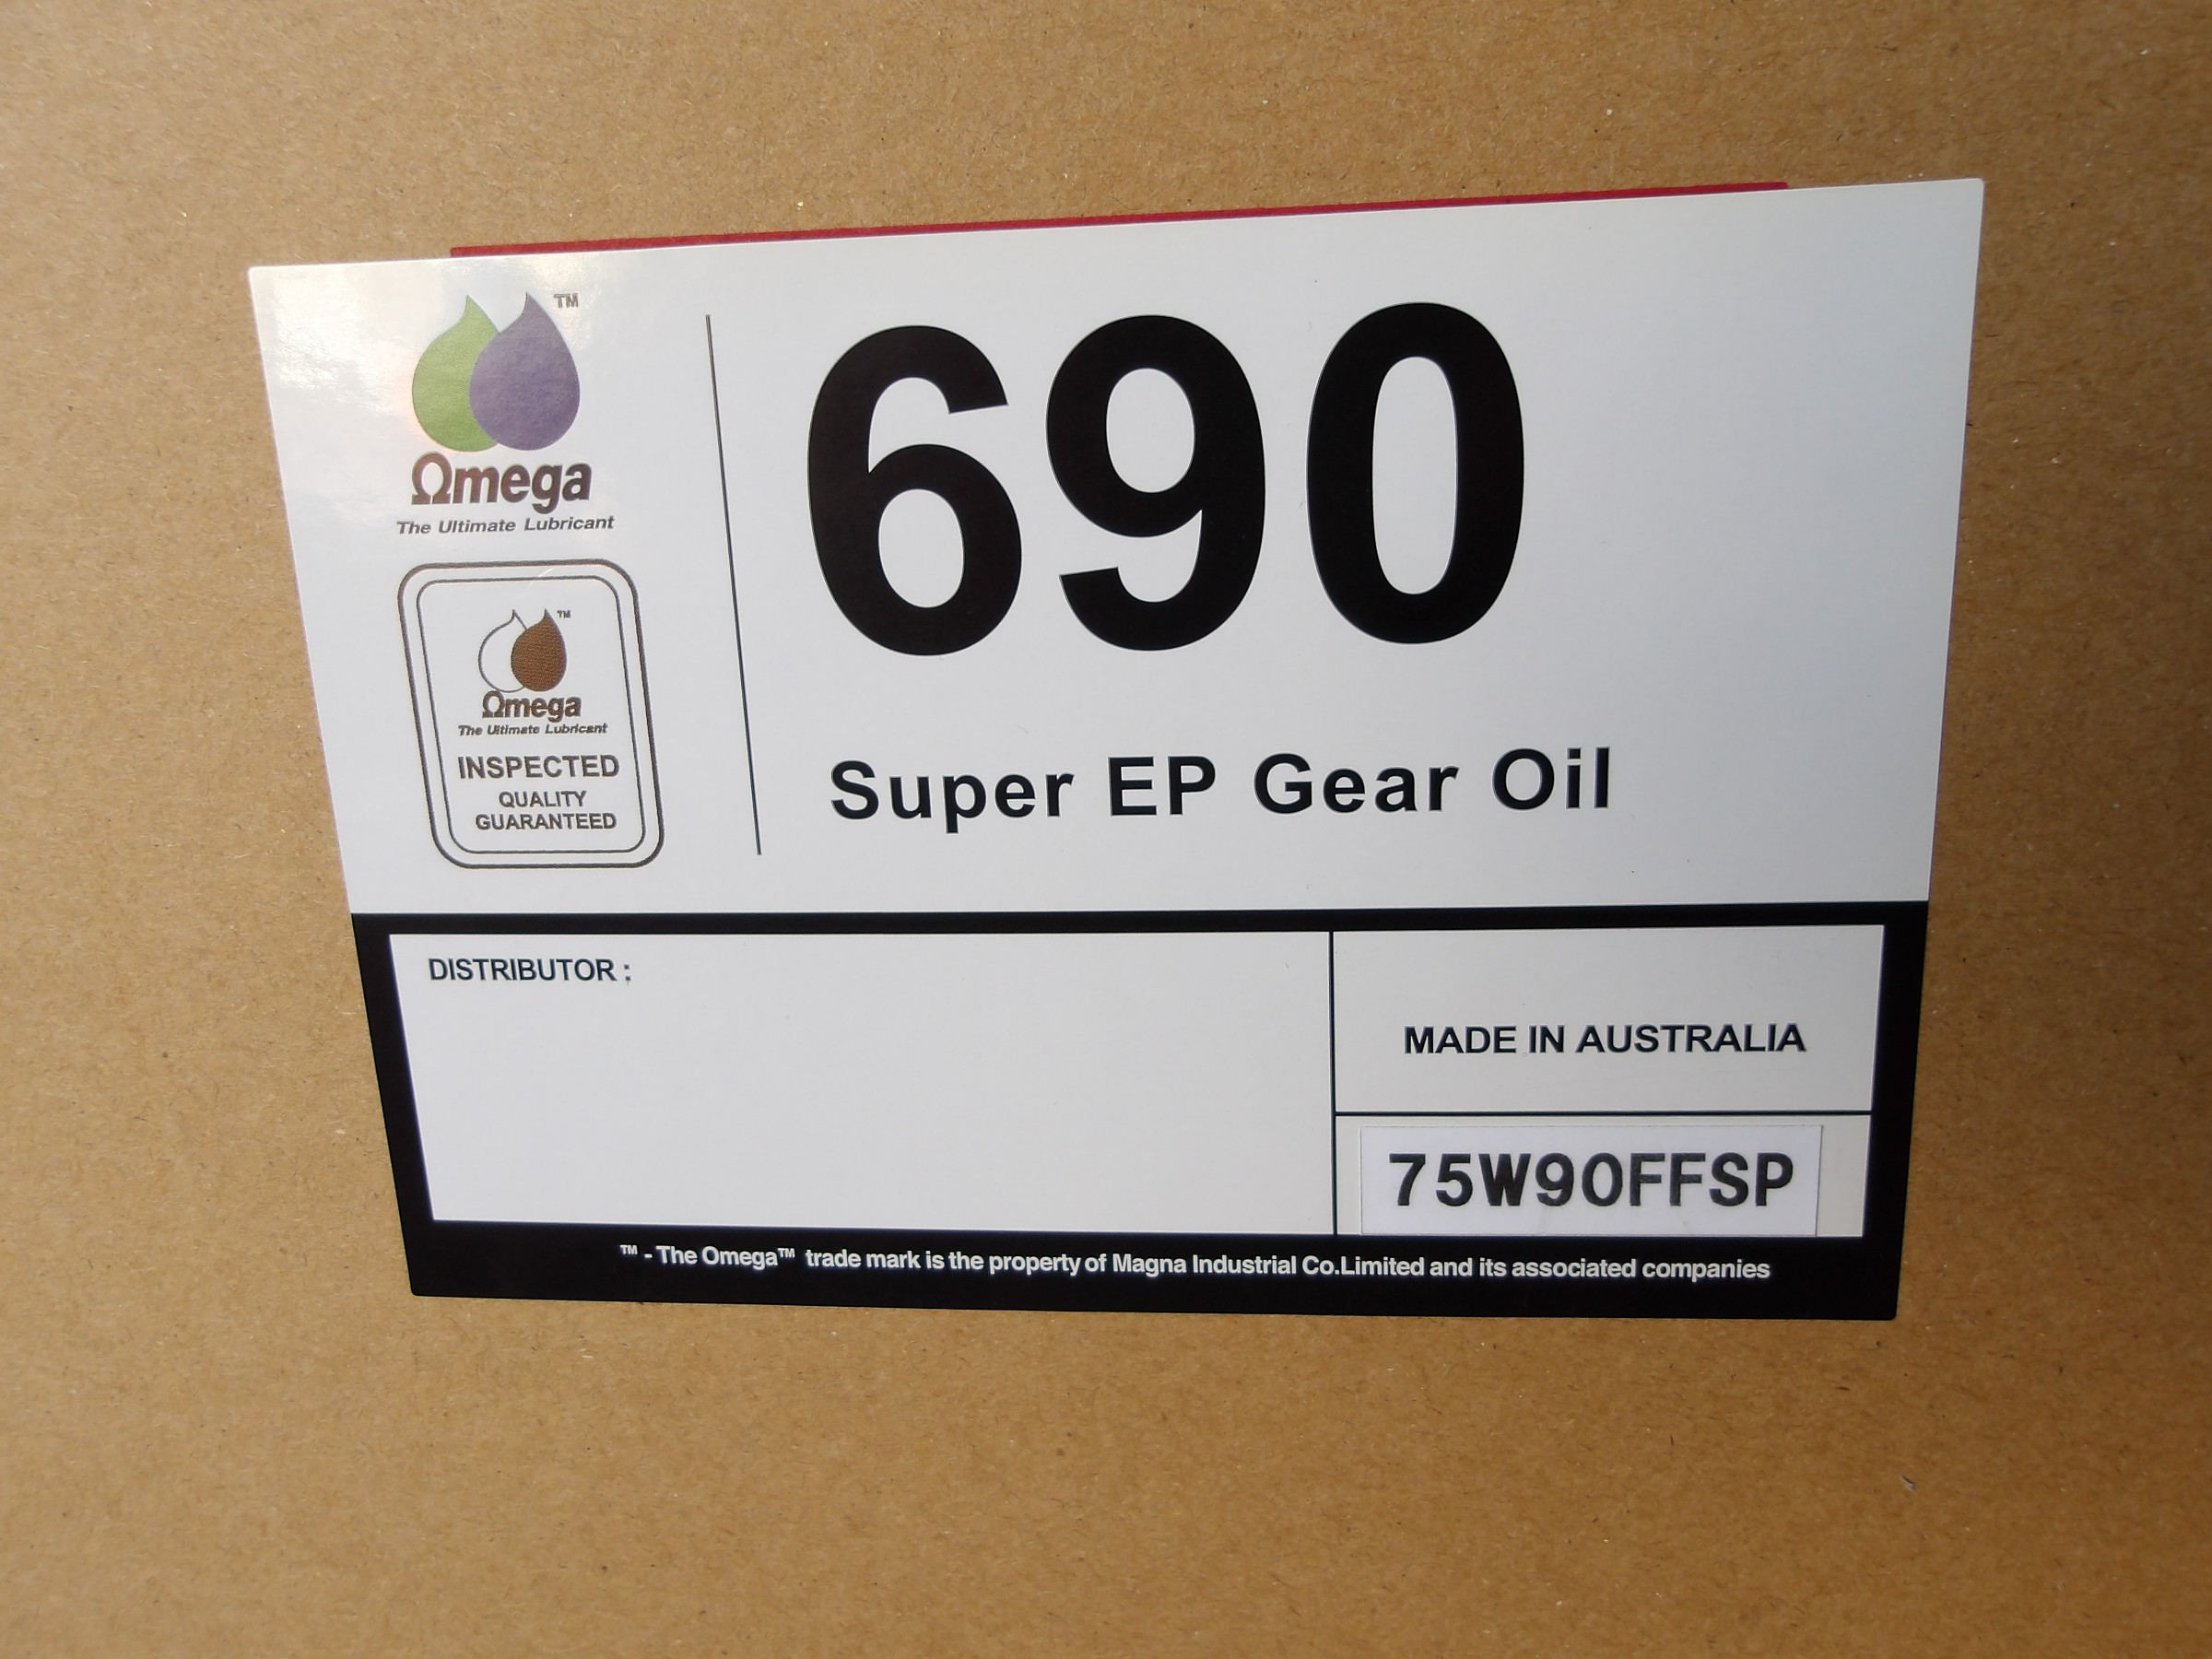 TM
Ωmega
The Ultimate Lubricant
TM
Ωmega
The Ultimate Lubricant
INSPECTED
QUALITY
GUARANTEED
690
Super EP Gear Oil
DISTRIBUTOR :
MADE IN AUSTRALIA
75W90FFSP
™ - The Omega™ trade mark is the property of Magna Industrial Co.Limited and its associated companies